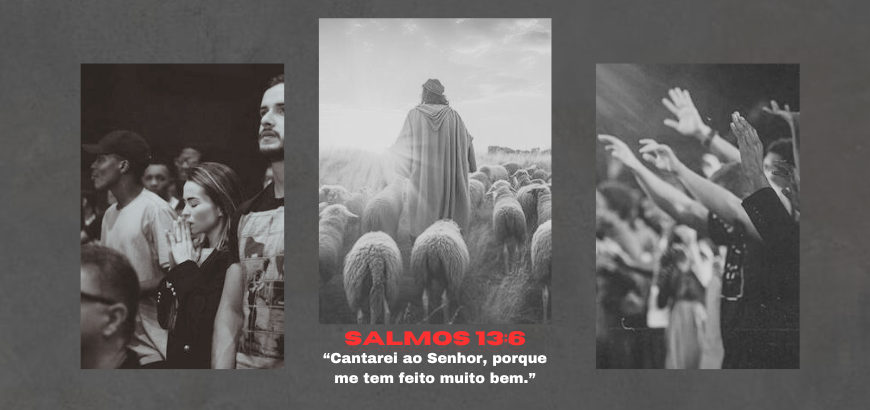 SALMOS 13:6
“Cantarei ao Senhor, porque
me tem feito muito bem.”